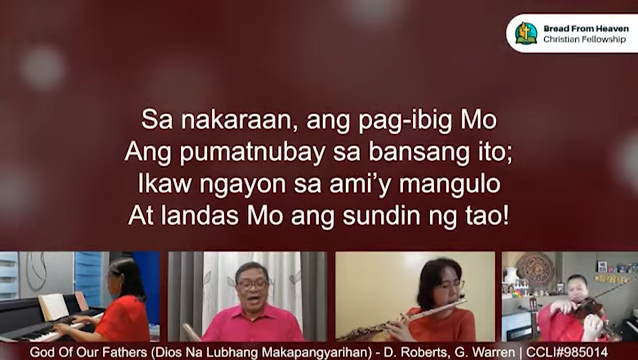 Bread From Heaven
Christian Fellowship
Sa nakaraan, ang pag-ibig Mo
Ang pumatnubay sa bansang ito;
Ikaw ngayon sa ami’y mangulo
At landas Mo ang sundin ng tao!
God Of Our Fathers (Dios Na Lubhang Makapangyarihan) - D. Roberts, G. Warren | CCLI#985014